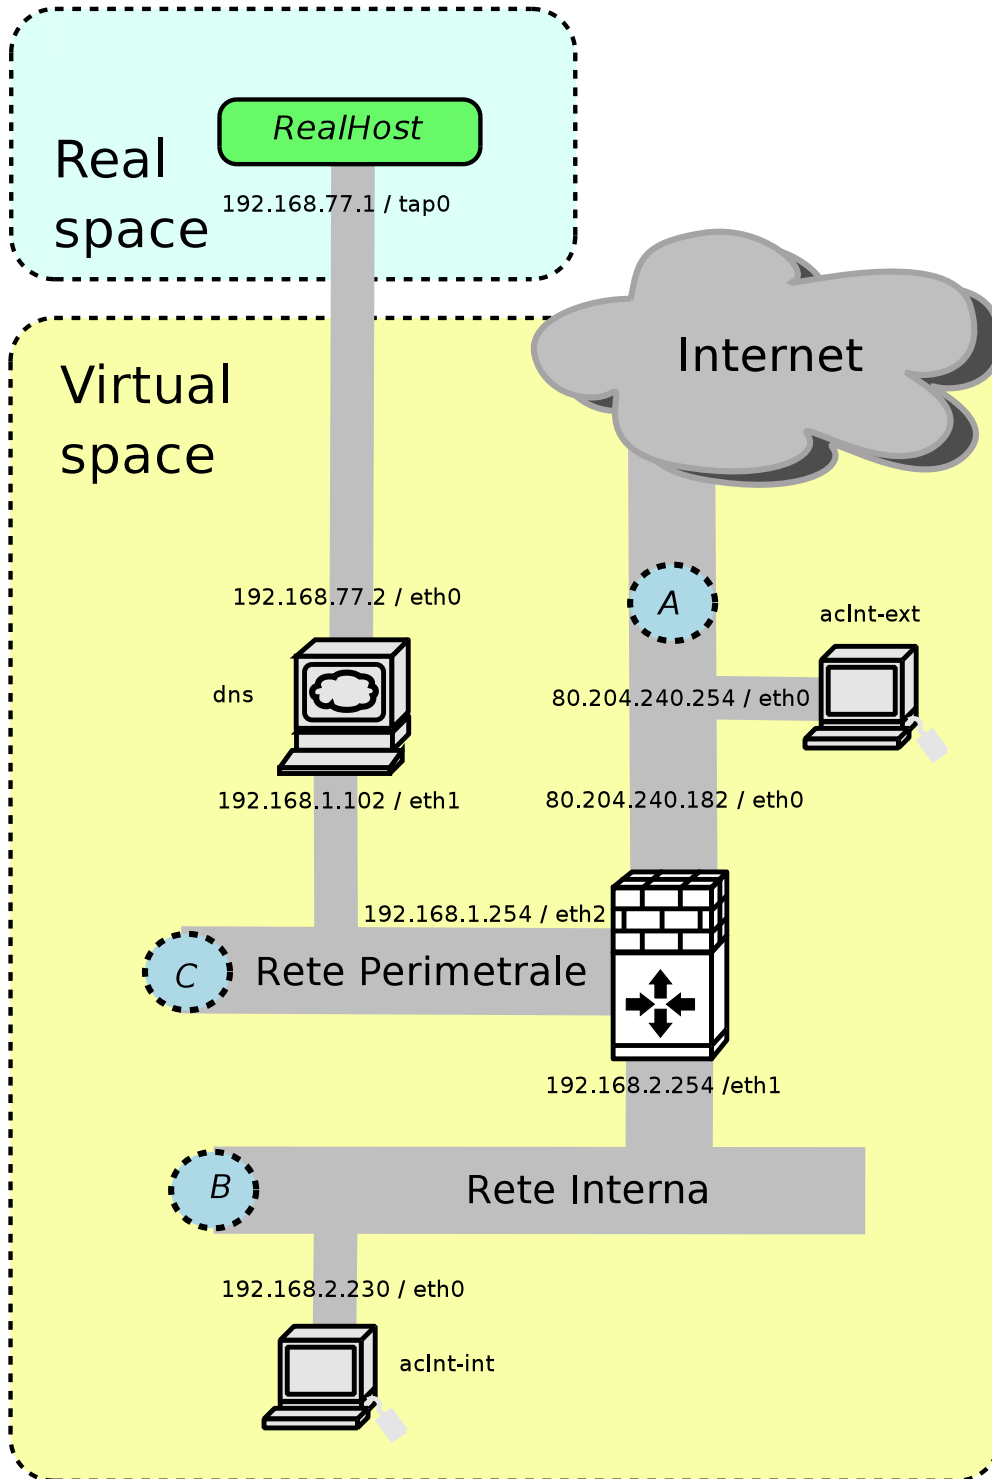 RealHost
Real
space
192.168.77.1 / tap0
Internet
Virtual
space
192.168.77.2 / eth0
A
acInt-ext
dns
80.204.240.254 / eth0
192.168.1.102 / eth1
80.204.240.182 / eth0
192.168.1.254 / eth2
C
Rete Perimetrale
192.168.2.254 /eth1
B
Rete Interna
192.168.2.230 / eth0
acInt-int